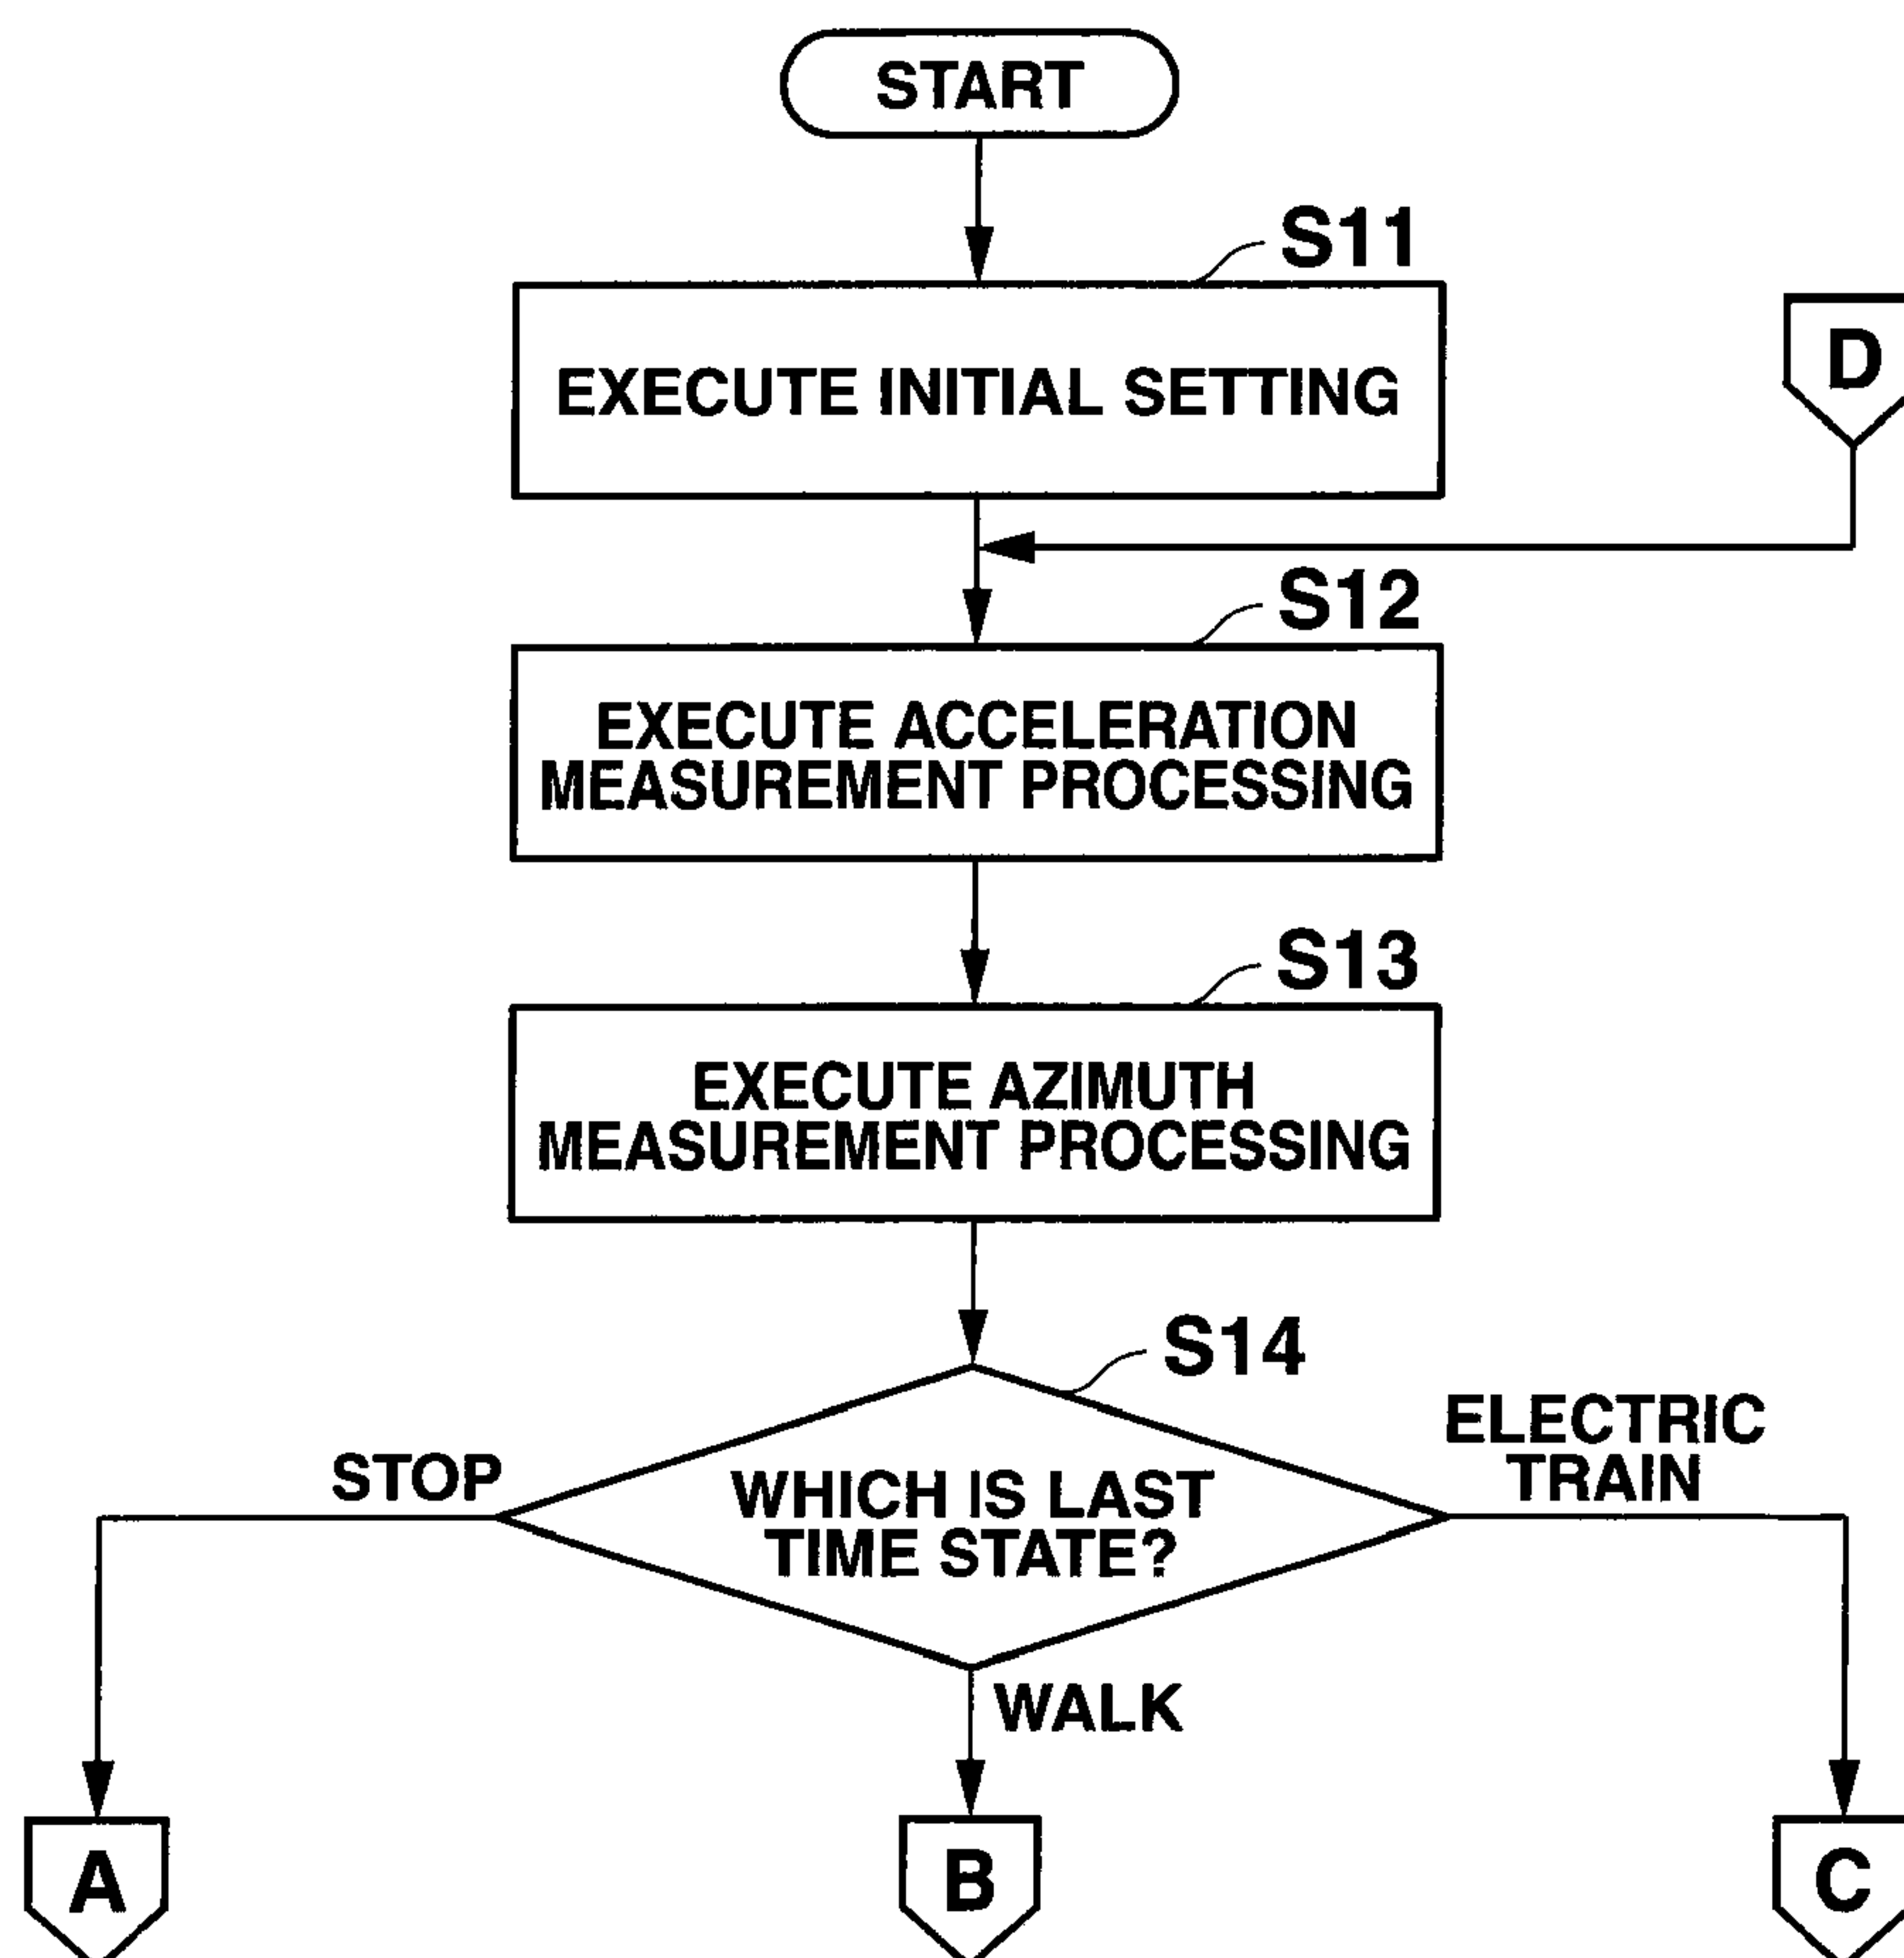 START
S11
EXECUTE INITIAL SETTING
D
S12
EXECUTE ACCELERATION
MEASUREMENT PROCESSING
S13
EXECUTE AZIMUTH
MEASUREMENT PROCESSING
S14
STOP
WHICH IS LAST
TIME STATE?
ELECTRIC
TRAIN
WALK
A
B
C